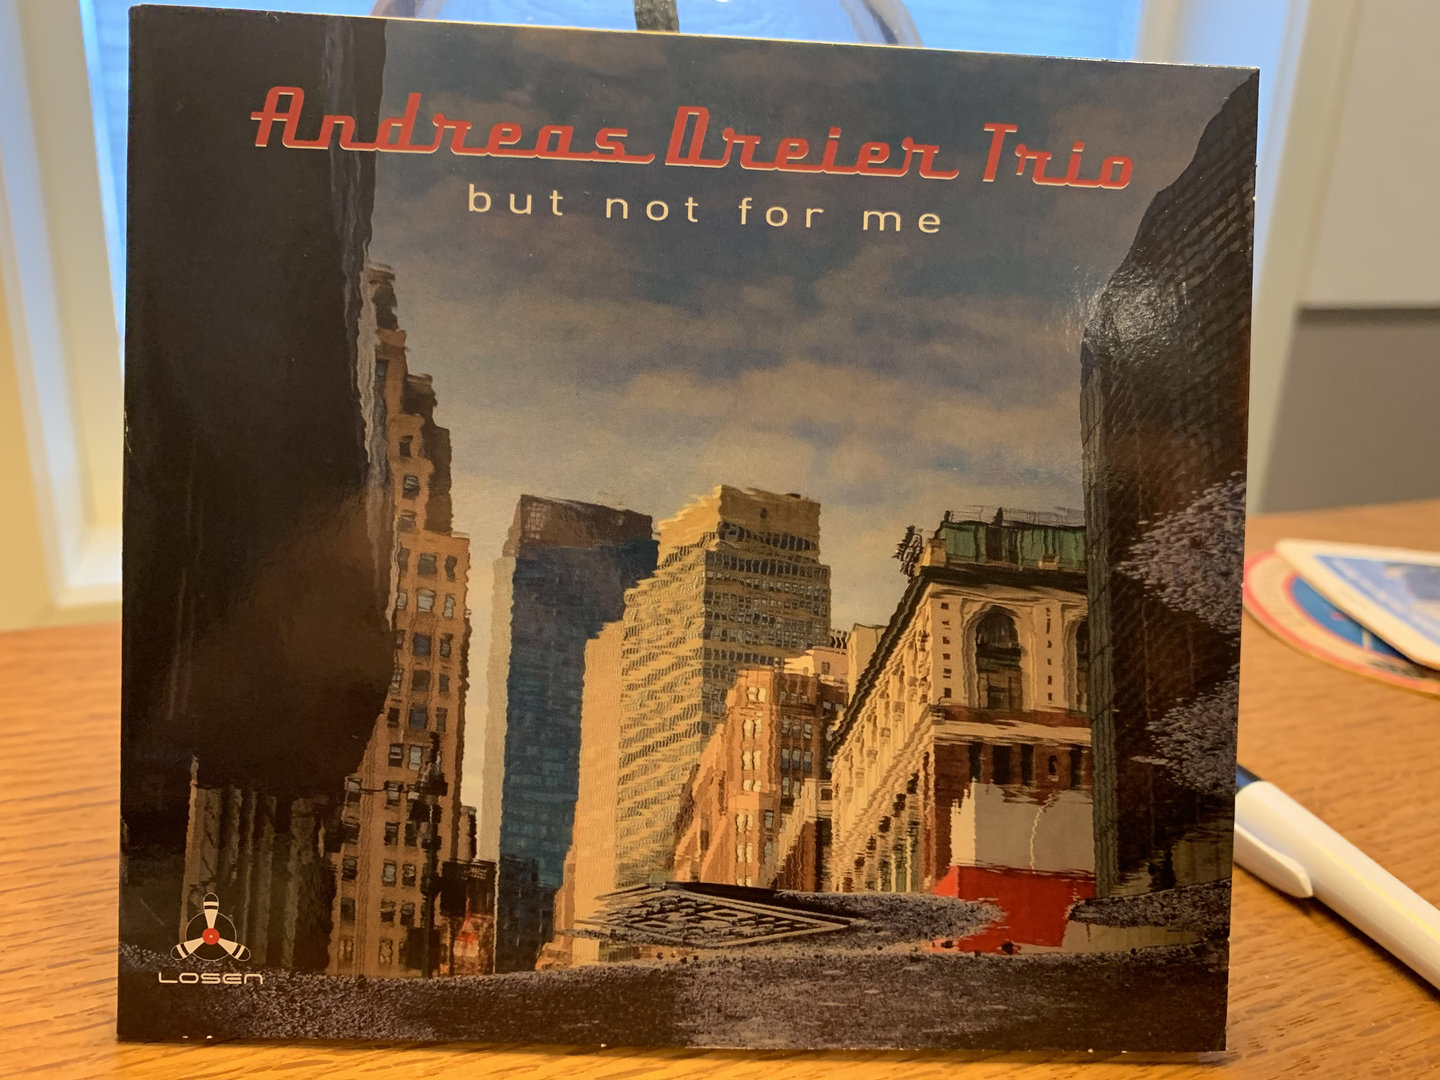 Andreas Dreier Trio
but not for me
LOSEN